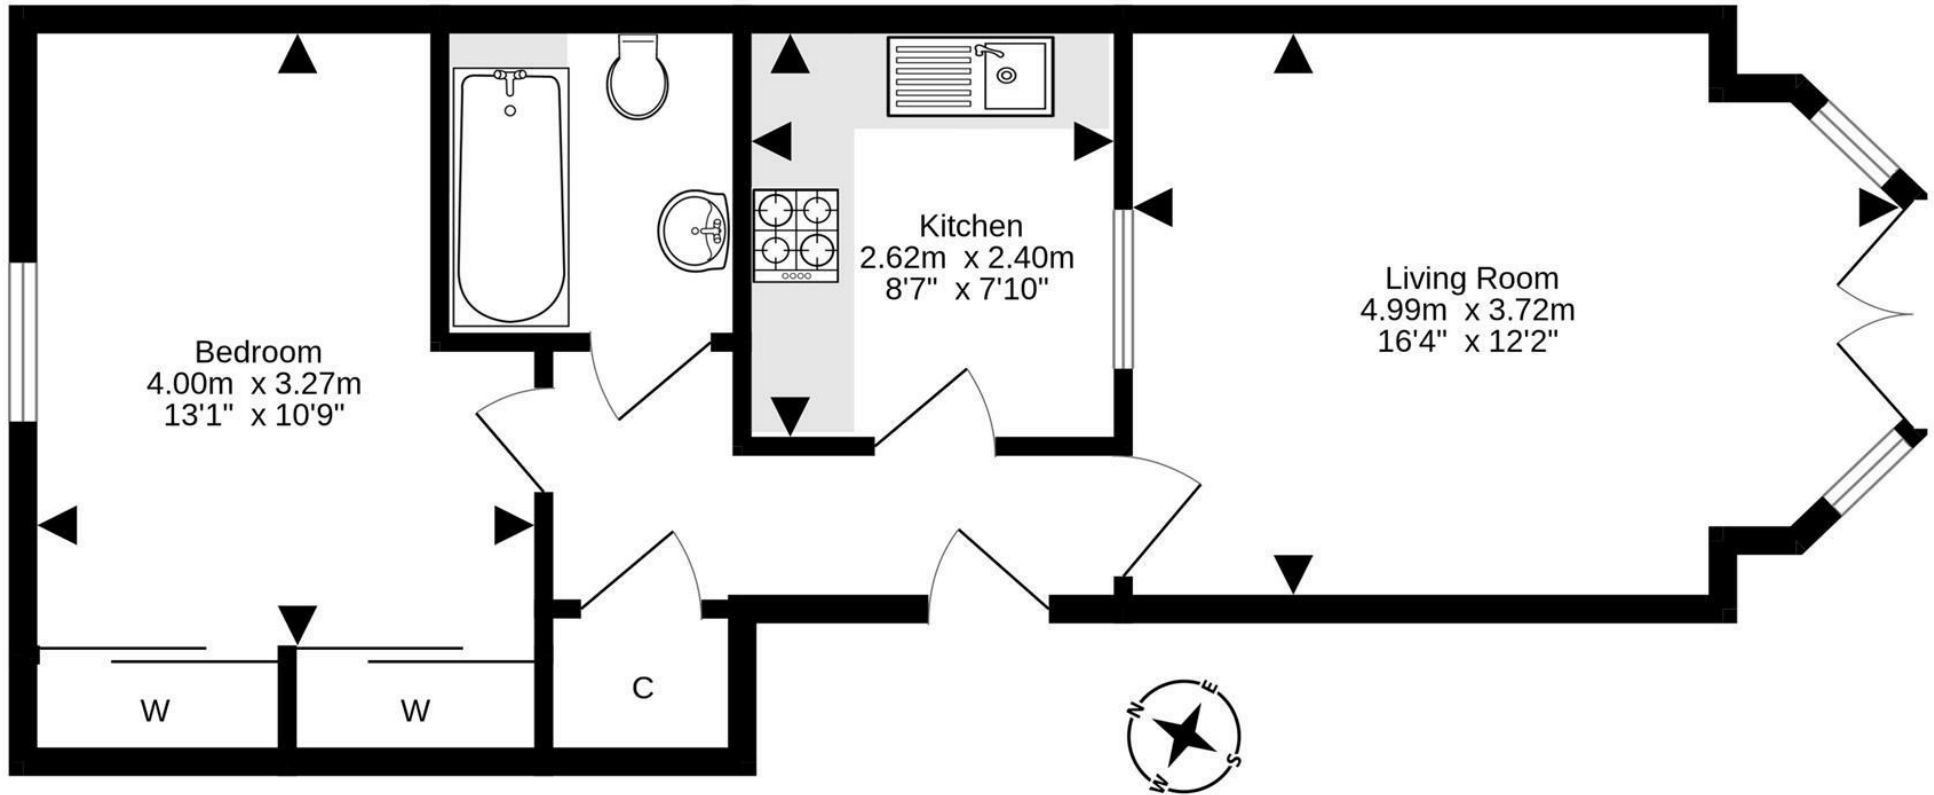 Kitchen
2.62m x 2.40m
8'7" x 7'10"
Living Room
4.99m x 3.72m
16'4" x 12'2"
Bedroom
4.00m x 3.27m
13'1" x 10'9"
W
W
C
N
E
S
W